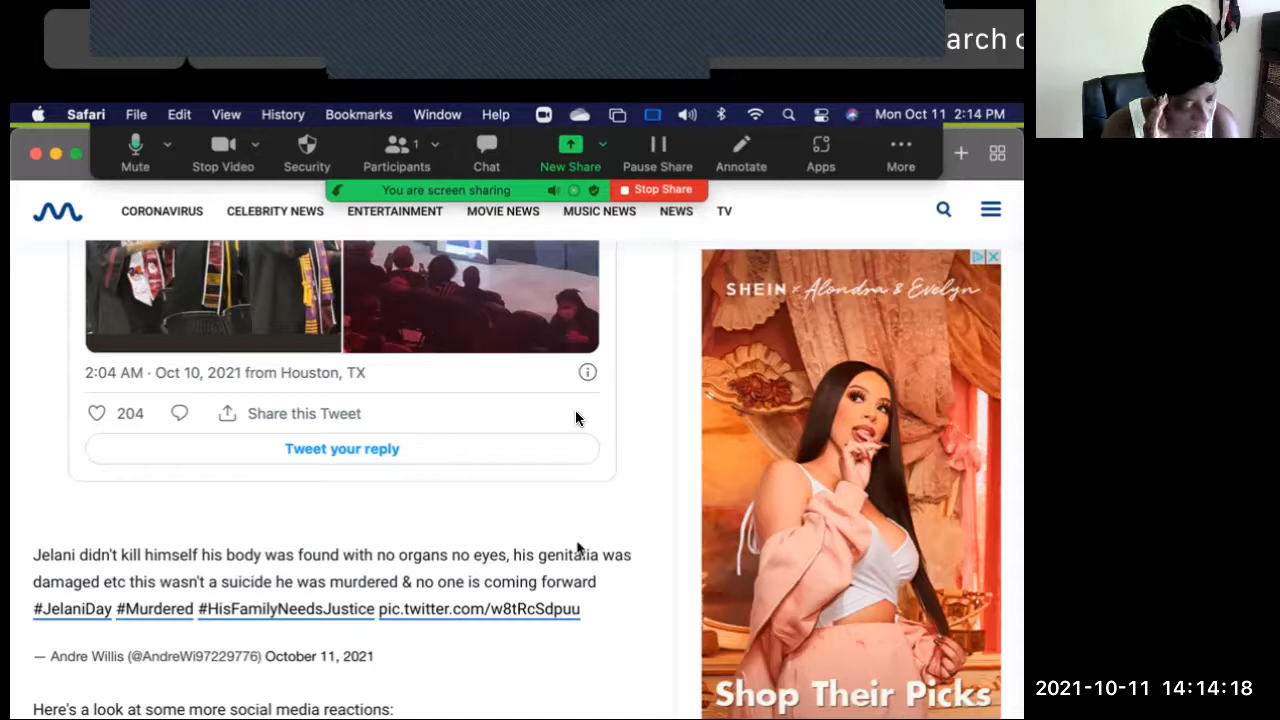 arch o
Safari File Edit View History Bookmarks Window Help Mon Oct 11 2:14 PM
Mute Stop Video Security Participants 1 Chat New Share Pause Share Annotate Apps More
You are screen sharing Stop Share
CORONAVIRUS CELEBRITY NEWS ENTERTAINMENT MOVIE NEWS MUSIC NEWS NEWS TV
SHEIN × Alondra & Evelyn
2:04 AM · Oct 10, 2021 from Houston, TX
204 Share this Tweet
Tweet your reply
Jelani didn't kill himself his body was found with no organs no eyes, his genitalia was
damaged etc this wasn't a suicide he was murdered & no one is coming forward
#JelaniDay #Murdered #HisFamilyNeedsJustice pic.twitter.com/w8tRcSdpuu
— Andre Willis (@AndreWi97229776) October 11, 2021
Here's a look at some more social media reactions:
Shop Their Picks
2021-10-11 14:14:18